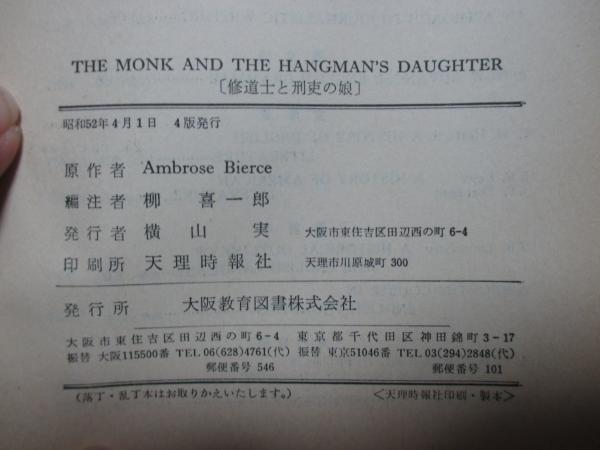 THE MONK AND THE HANGMAN'S DAUGHTER
〔修道士と刑吏の娘〕
昭和52年4月1日 4版発行
原作者 Ambrose Bierce
編注者 柳 喜一郎
発行者 横山 実 大阪市東住吉区田辺西の町 6-4
印刷所 天理時報社 天理市川原城町 300
発行所 大阪教育図書株式会社
大阪市東住吉区田辺西の町6-4 東京都千代田区神田錦町3-17
振替 大阪115500番 TEL.06(628)4761(代) 振替 東京51046番 TEL.03(294)2848(代)
郵便番号 546 郵便番号 101
(落丁・乱丁本はお取りかえいたします。) <天理時報社印刷・製本>